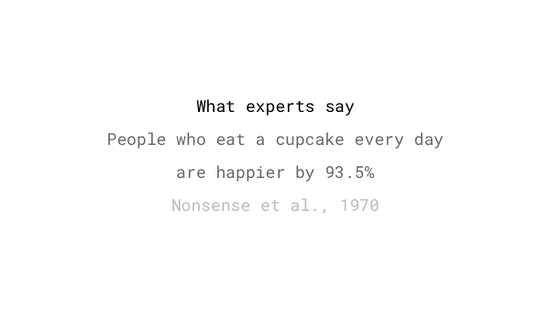 What experts say
People who eat a cupcake every day
are happier by 93.5%
Nonsense et al., 1970